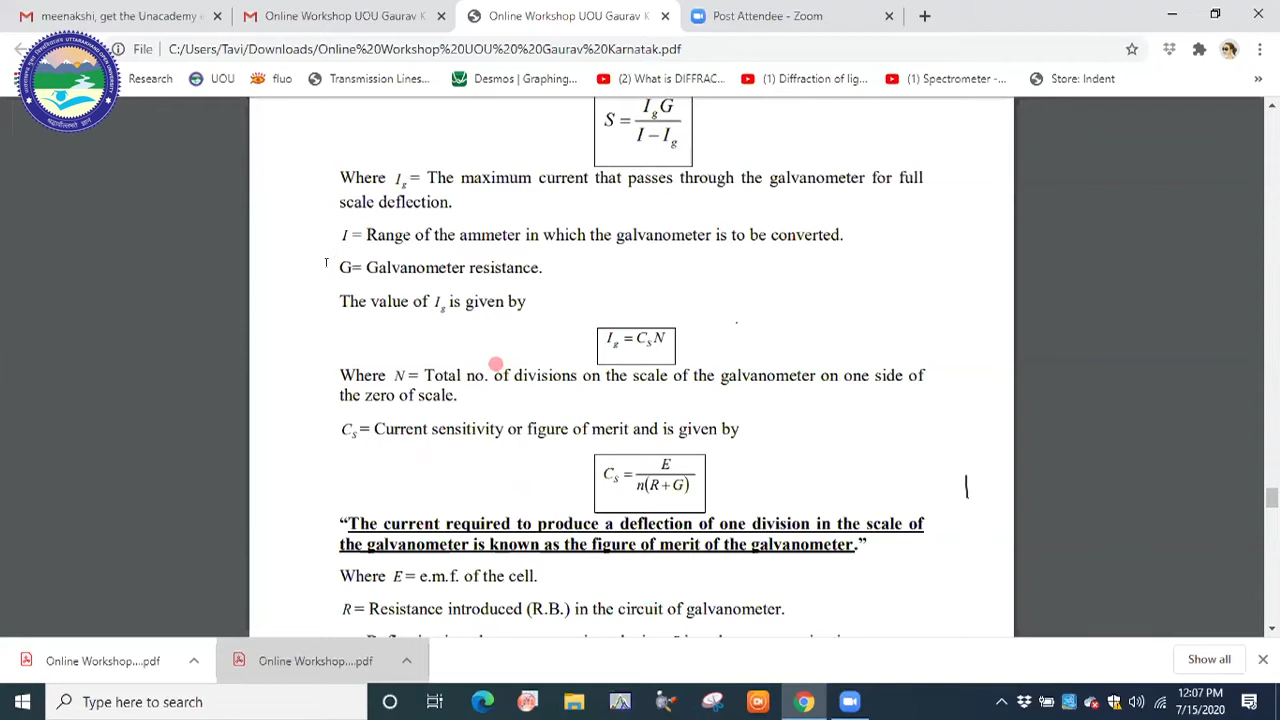 meenakshi, get the Unacademy
Online Workshop UOU Gaurav K
Online Workshop UOU Gaurav K
Post Attendee - Zoom
File
C:/Users/Tavi/Downloads/Online%20Workshop%20UOU%20%20Gaurav%20Karnatak.pdf
Research
UOU
fluo
Transmission Lines...
Desmos | Graphing...
(2) What is DIFFRAC...
(1) Diffraction of lig...
(1) Spectrometer -...
Store: Indent
»
S = I_g G / (I – I_g)
Where I_g = The maximum current that passes through the galvanometer for full
scale deflection.
I = Range of the ammeter in which the galvanometer is to be converted.
G= Galvanometer resistance.
The value of I_g is given by
I_g = C_s N
Where N = Total no. of divisions on the scale of the galvanometer on one side of
the zero of scale.
C_s = Current sensitivity or figure of merit and is given by
C_s = E / n(R + G)
“The current required to produce a deflection of one division in the scale of
the galvanometer is known as the figure of merit of the galvanometer.”
Where E = e.m.f. of the cell.
R = Resistance introduced (R.B.) in the circuit of galvanometer.
Online Workshop....pdf
Online Workshop....pdf
Show all
Type here to search
12:07 PM
7/15/2020